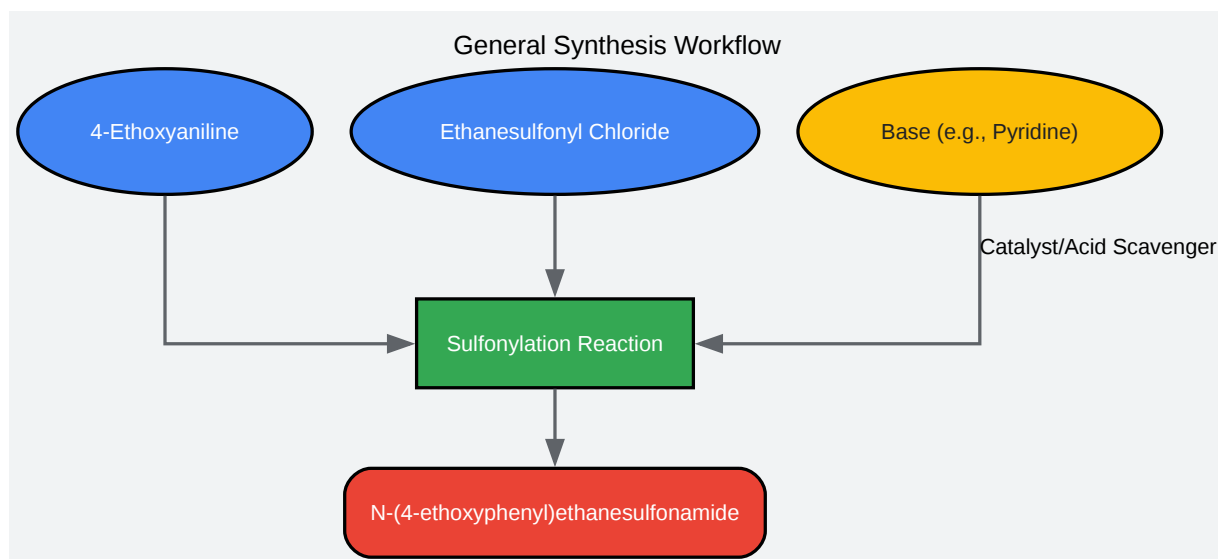 General Synthesis Workflow
4-Ethoxyaniline
Ethanesulfonyl Chloride
Base (e.g., Pyridine)
Catalyst/Acid Scavenger
Sulfonylation Reaction
N-(4-ethoxyphenyl)ethanesulfonamide